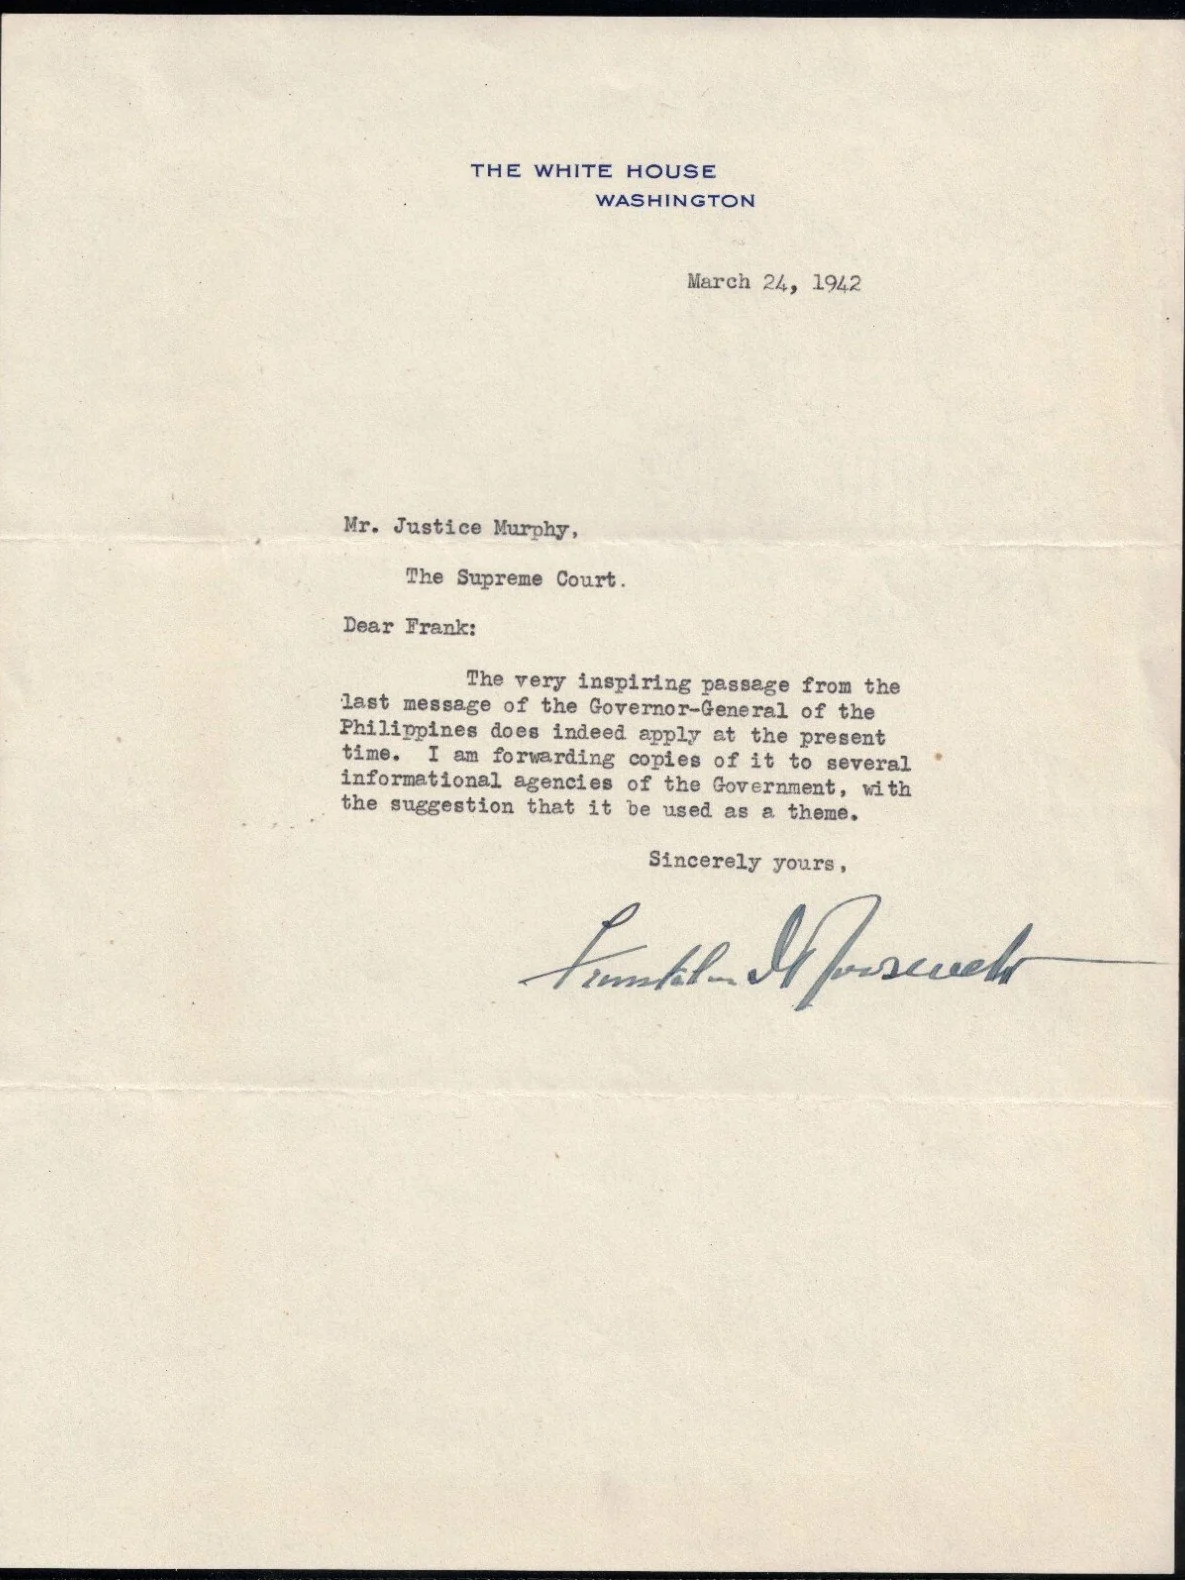 THE WHITE HOUSE
WASHINGTON
March 24, 1942
Mr. Justice Murphy,
The Supreme Court.
Dear Frank:
The very inspiring passage from the
last message of the Governor-General of the
Philippines does indeed apply at the present
time. I am forwarding copies of it to several
informational agencies of the Government, with
the suggestion that it be used as a theme.
Sincerely yours,
Franklin D Roosevelt